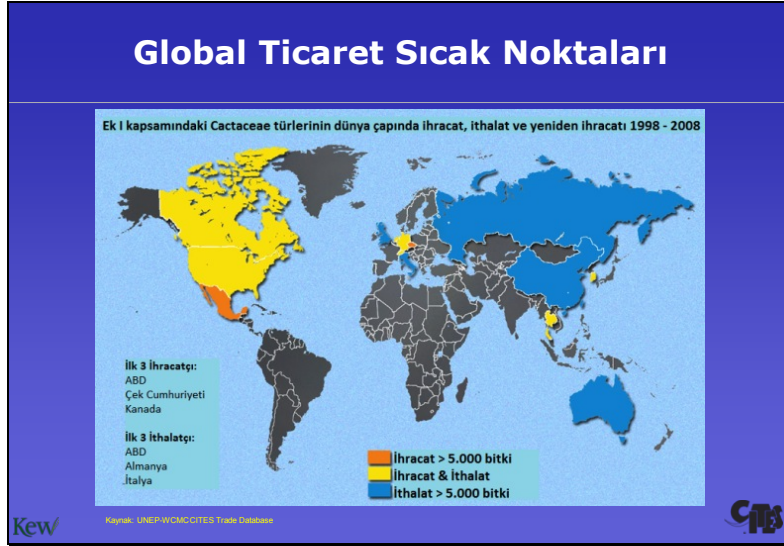 Global Ticaret Sıcak Noktaları
Ek I kapsamındaki Cactaceae türlerinin dünya çapında ihracat, ithalat ve yeniden ihracatı 1998 - 2008
İlk 3 İhracatçı:
ABD
Çek Cumhuriyeti
Kanada
İlk 3 İthalatçı:
ABD
Almanya
İtalya
İhracat > 5.000 bitki
İhracat & İthalat
İthalat > 5.000 bitki
Kaynak: UNEP-WCMCCITES Trade Database
Kew
CITES